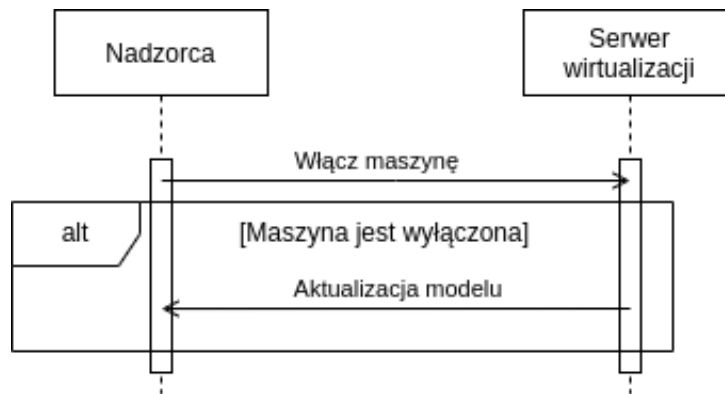 Nadzorca
Serwer
wirtualizacji
Włącz maszynę
alt
[Maszyna jest wyłączona]
Aktualizacja modelu